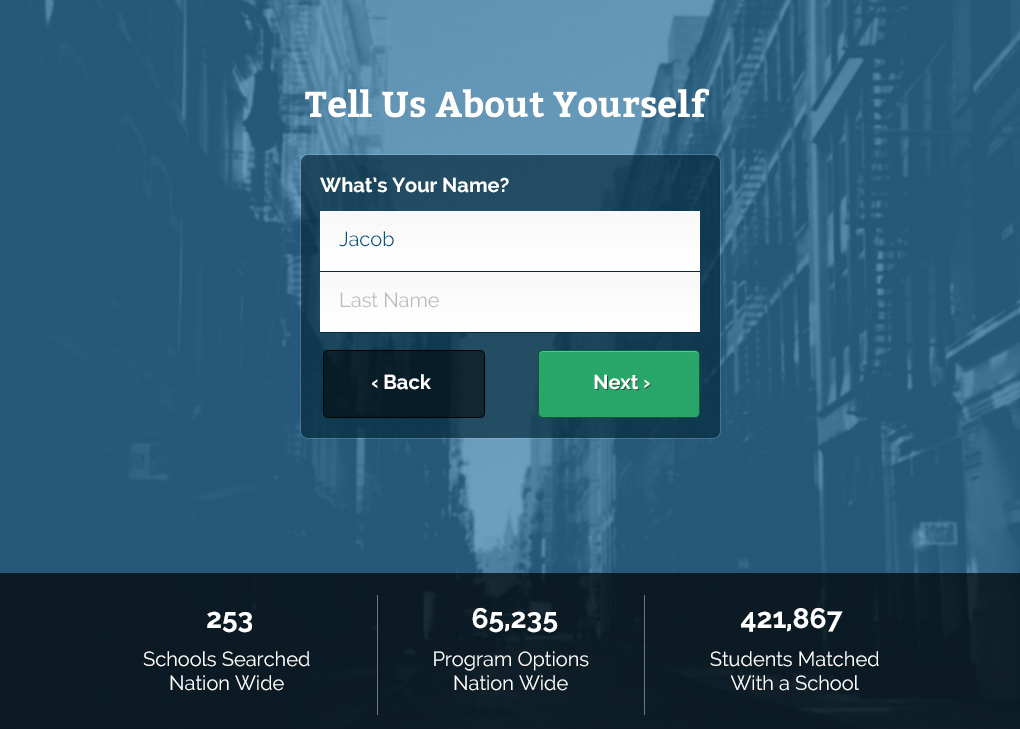 Tell Us About Yourself
What's Your Name?
Jacob
Last Name
‹ Back
Next ›
253
Schools Searched
Nation Wide
65,235
Program Options
Nation Wide
421,867
Students Matched
With a School